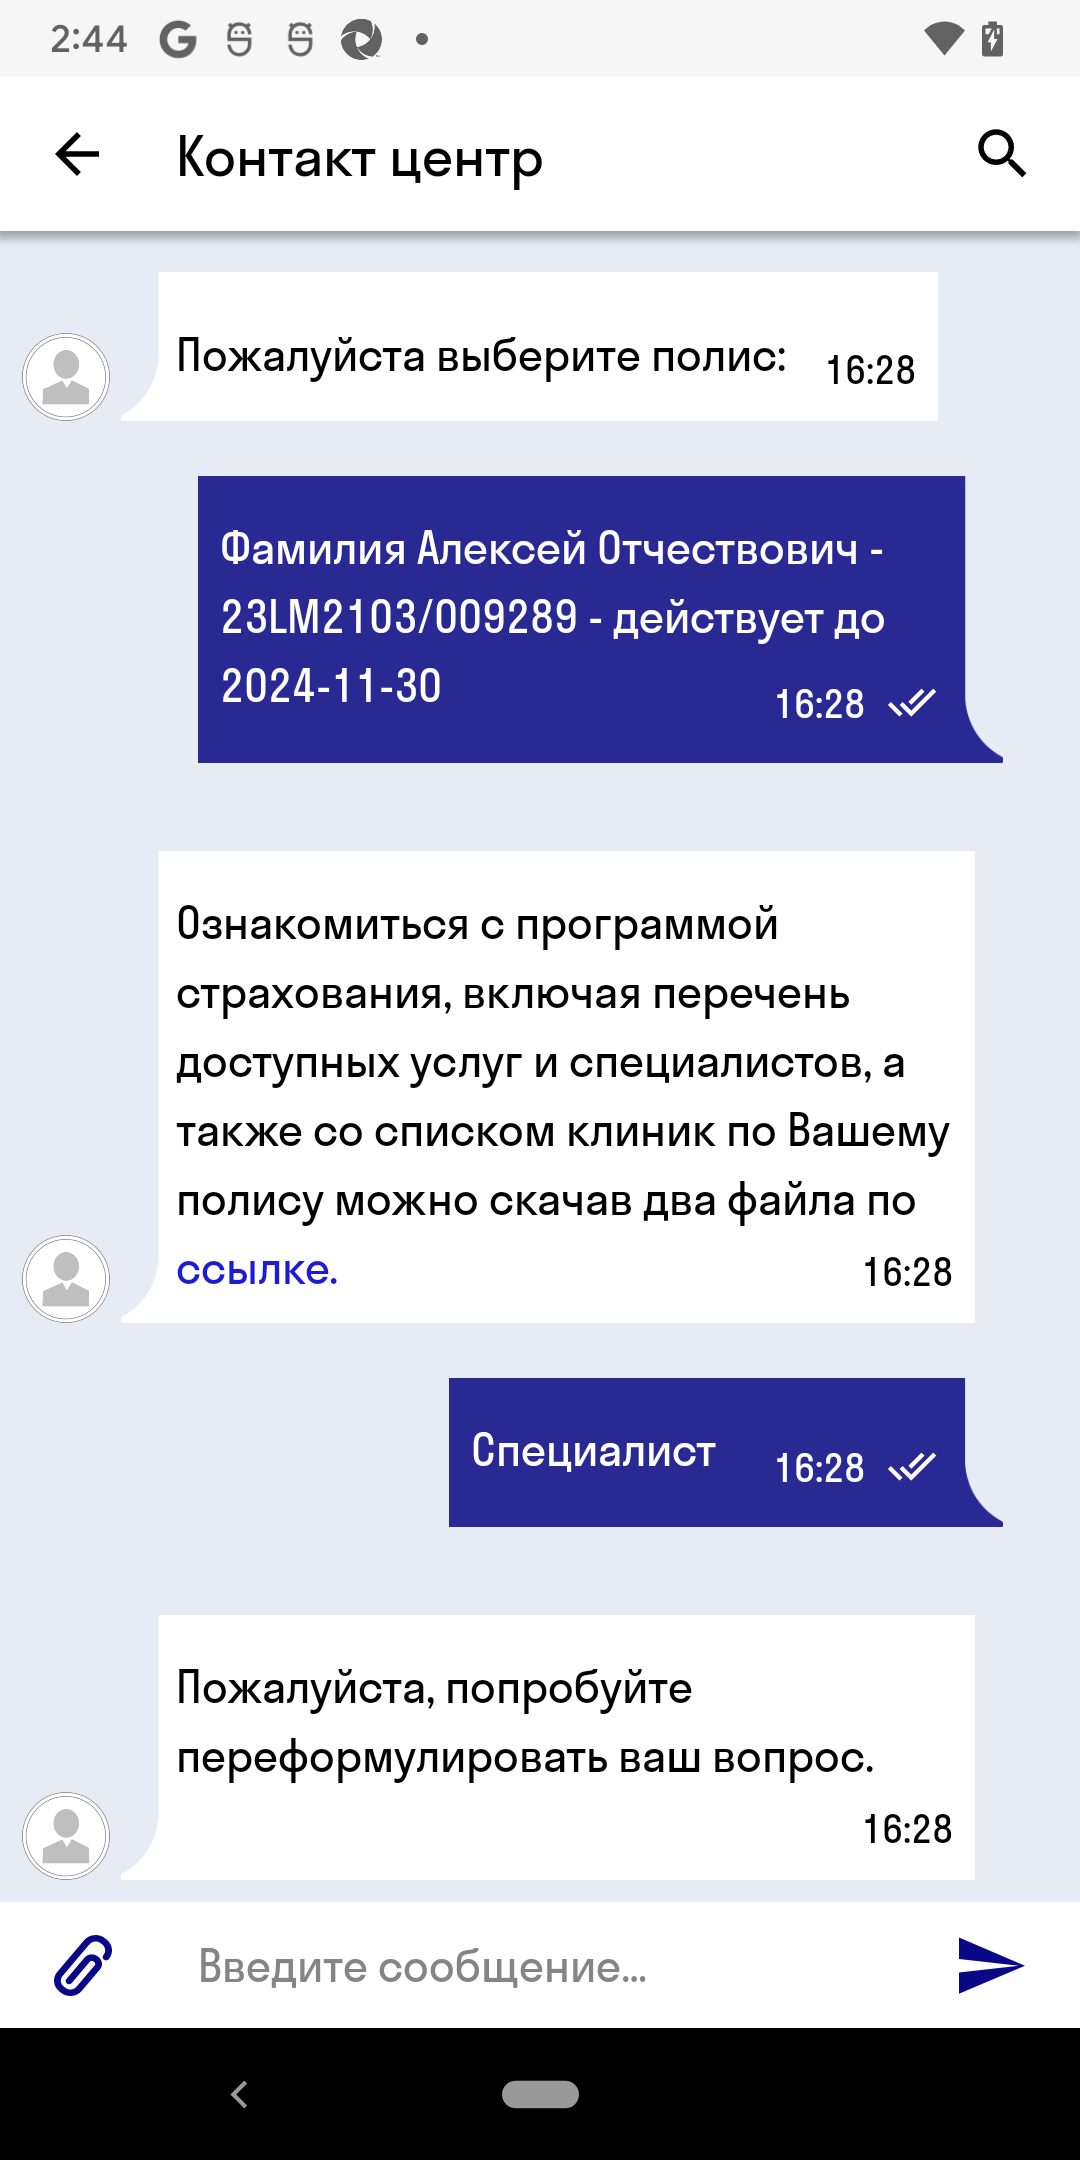 2:44
Контакт центр
Пожалуйста выберите полис:
16:28
Фамилия Алексей Отчествович -
23LM2103/009289 - действует до
2024-11-30
16:28
Ознакомиться с программой
страхования, включая перечень
доступных услуг и специалистов, а
также со списком клиник по Вашему
полису можно скачав два файла по
ссылке.
16:28
Специалист
16:28
Пожалуйста, попробуйте
переформулировать ваш вопрос.
16:28
Введите сообщение...